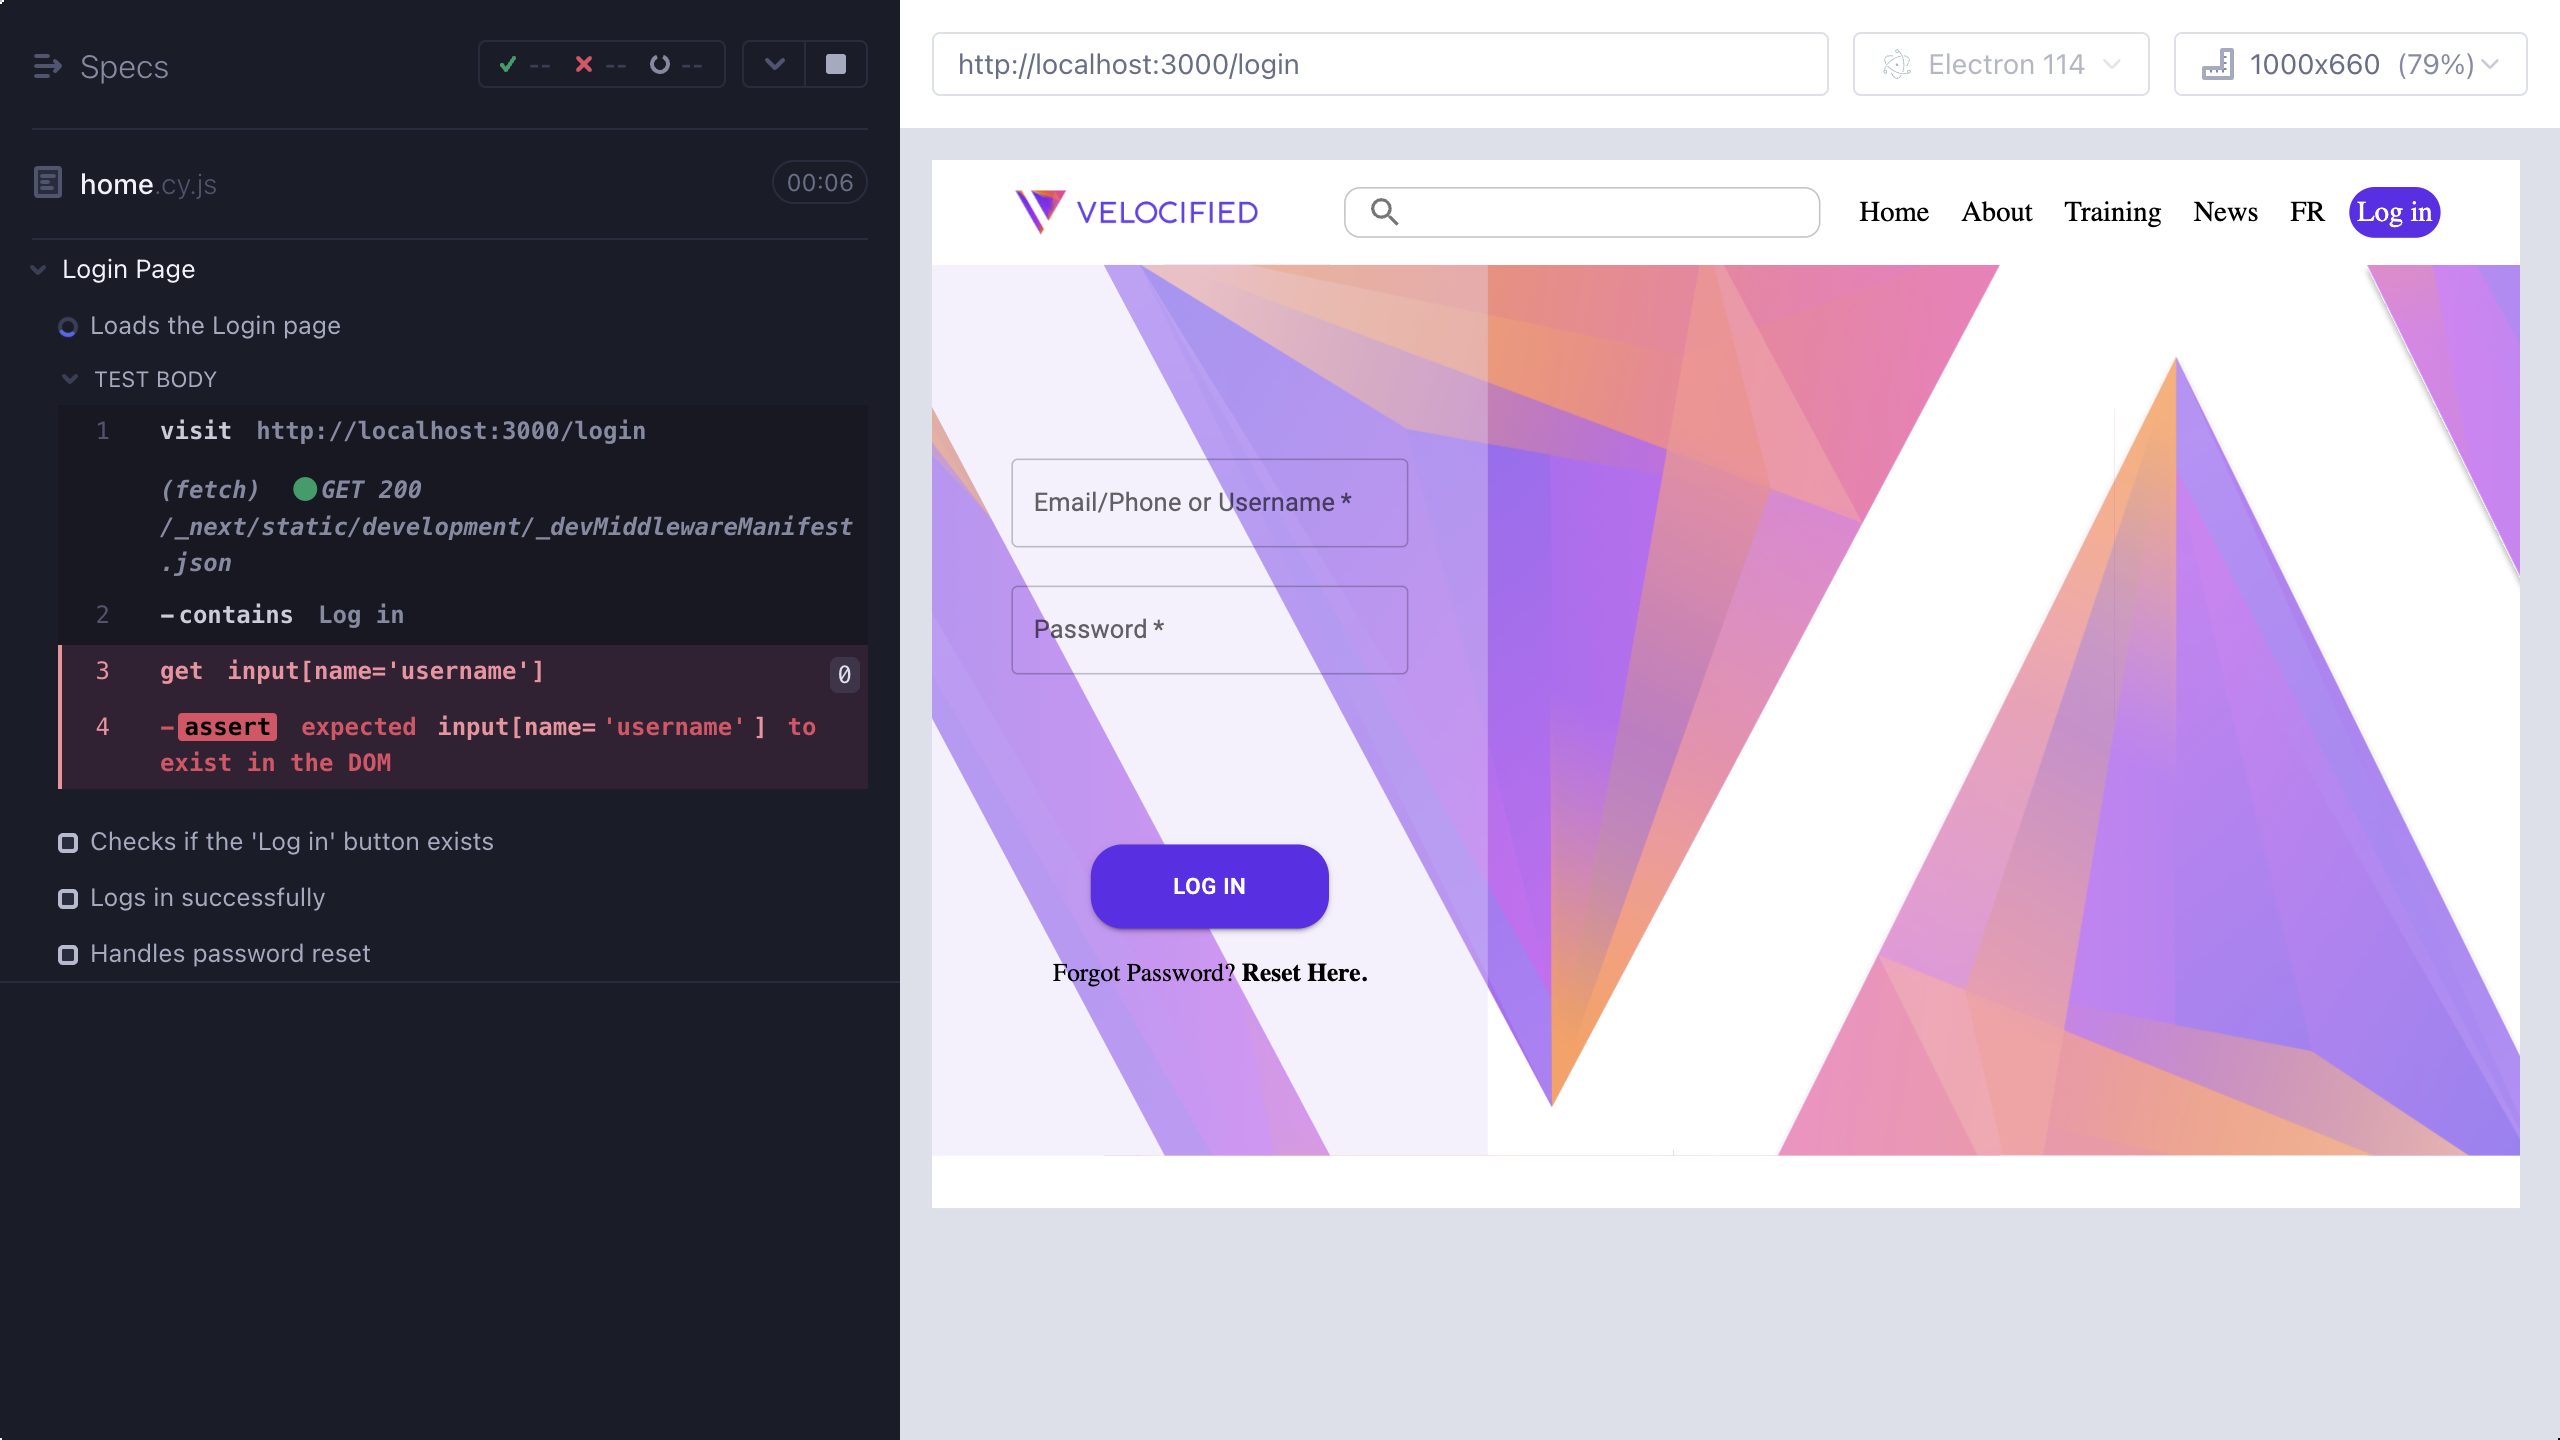 Specs
-- -- --
home.cy.js
00:06
Login Page
Loads the Login page
TEST BODY
1 visit http://localhost:3000/login
(fetch) GET 200
/_next/static/development/_devMiddlewareManifest
.json
2 -contains Log in
3 get input[name='username'] 0
4 -assert expected input[name='username'] to
exist in the DOM
Checks if the 'Log in' button exists
Logs in successfully
Handles password reset
http://localhost:3000/login
Electron 114
1000x660 (79%)
VELOCIFIED
Home About Training News FR Log in
Email/Phone or Username *
Password *
LOG IN
Forgot Password? Reset Here.